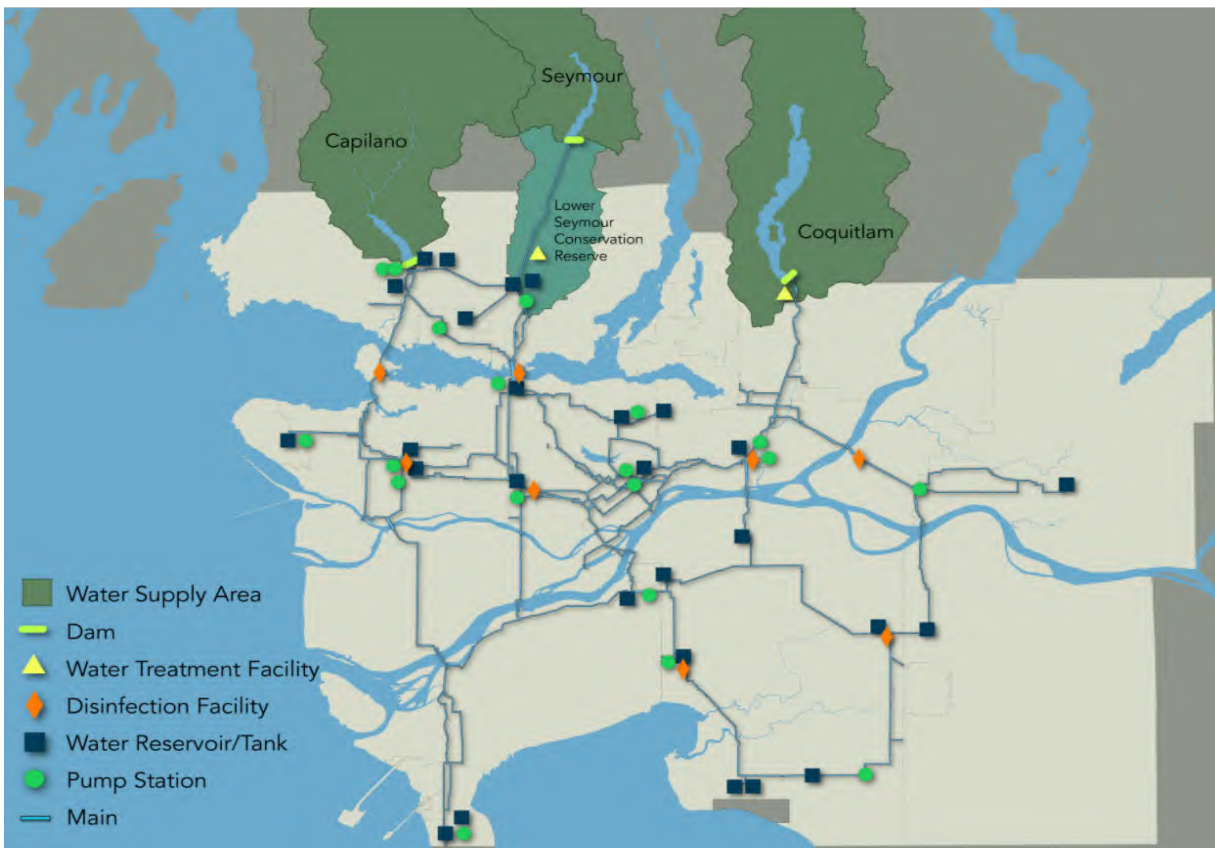 Seymour
Capilano
Lower
Seymour
Conservation
Reserve
Coquitlam
Water Supply Area
Dam
Water Treatment Facility
Disinfection Facility
Water Reservoir/Tank
Pump Station
Main